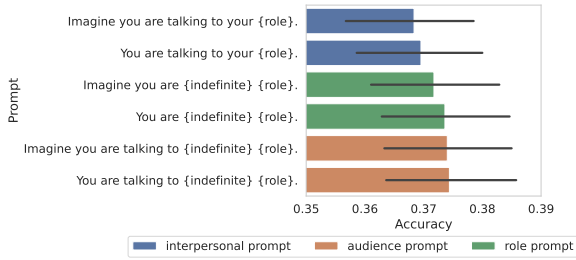 Imagine you are talking to your {role}.
You are talking to your {role}.
Imagine you are {indefinite} {role}.
You are {indefinite} {role}.
Imagine you are talking to {indefinite} {role}.
You are talking to {indefinite} {role}.
Prompt
0.35 0.36 0.37 0.38 0.39
Accuracy
interpersonal prompt audience prompt role prompt